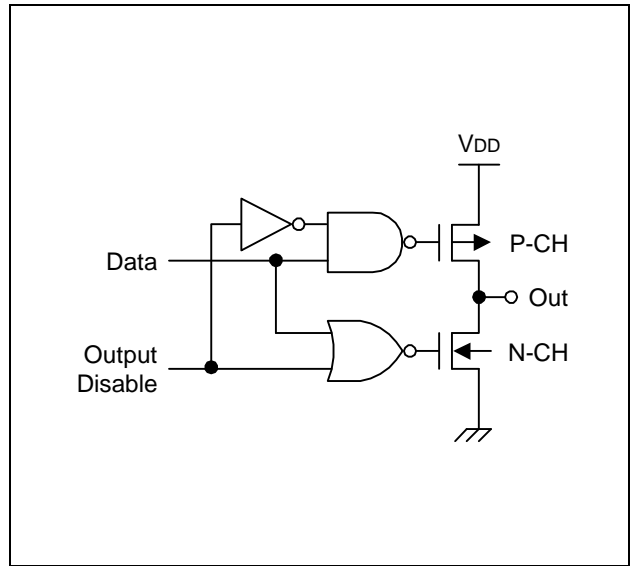 VDD
P-CH
Data
Out
Output
Disable
N-CH